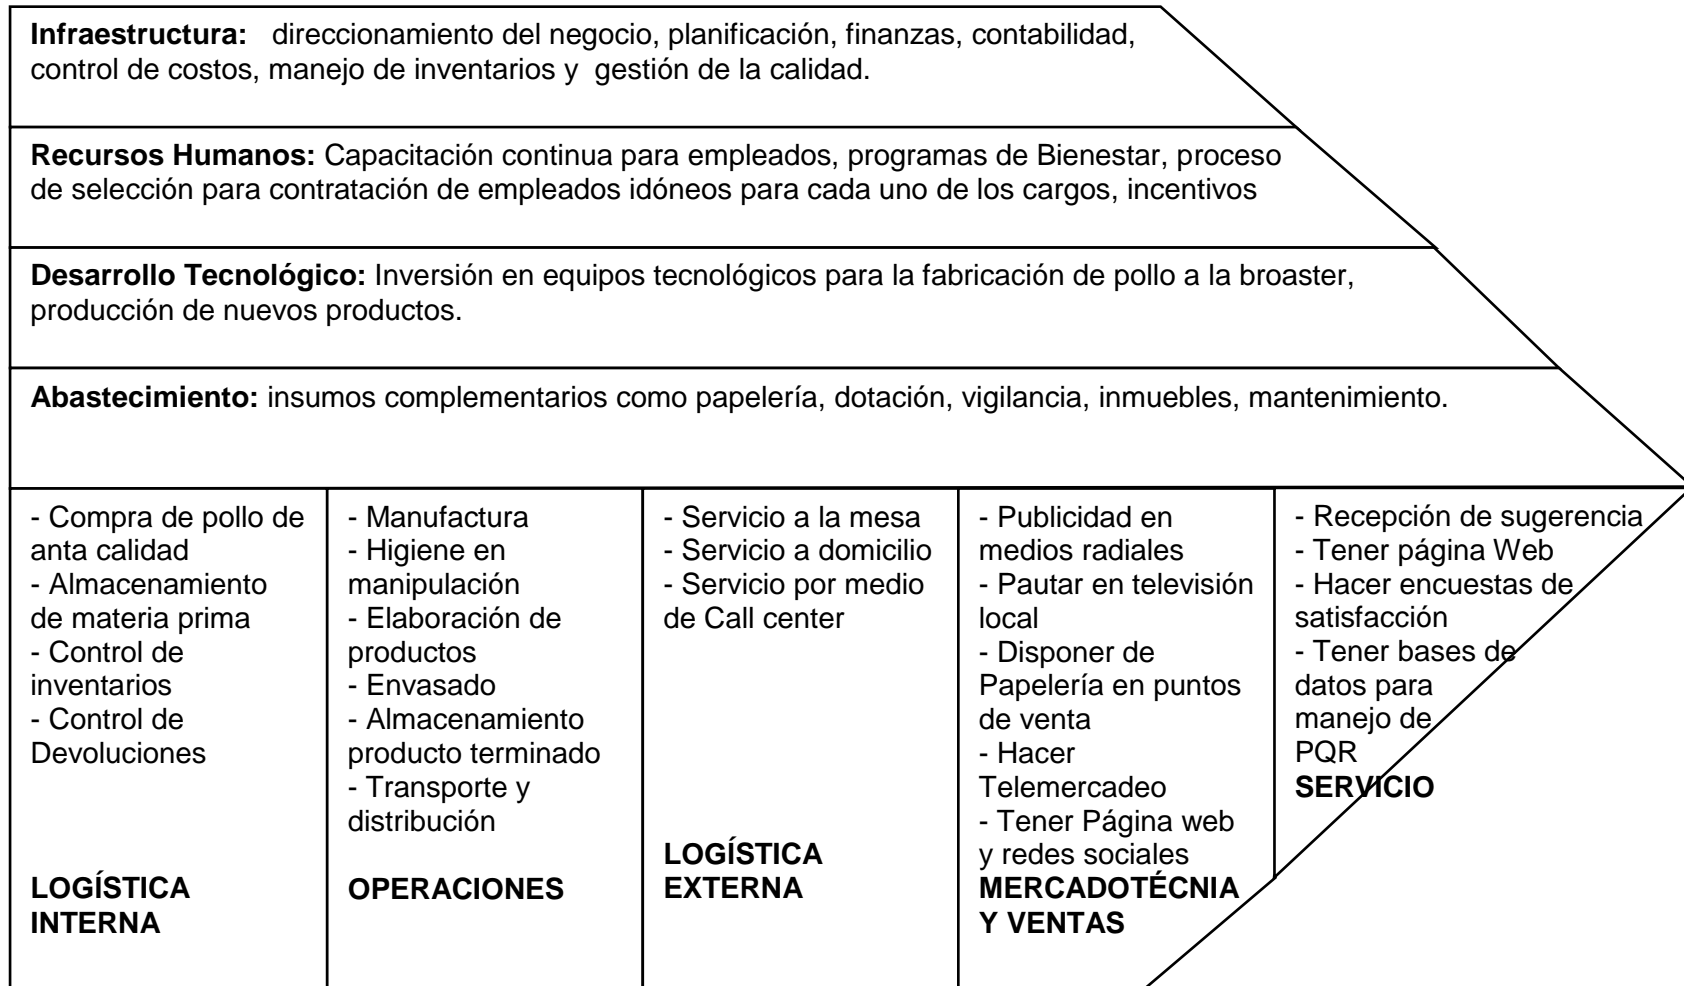 Infraestructura: direccionamiento del negocio, planificación, finanzas, contabilidad,
control de costos, manejo de inventarios y gestión de la calidad.
Recursos Humanos: Capacitación continua para empleados, programas de Bienestar, proceso
de selección para contratación de empleados idóneos para cada uno de los cargos, incentivos
Desarrollo Tecnológico: Inversión en equipos tecnológicos para la fabricación de pollo a la broaster,
producción de nuevos productos.
Abastecimiento: insumos complementarios como papelería, dotación, vigilancia, inmuebles, mantenimiento.
- Compra de pollo de
anta calidad
- Almacenamiento
de materia prima
- Control de
inventarios
- Control de
Devoluciones
LOGÍSTICA
INTERNA
- Manufactura
- Higiene en
manipulación
- Elaboración de
productos
- Envasado
- Almacenamiento
producto terminado
- Transporte y
distribución
OPERACIONES
- Servicio a la mesa
- Servicio a domicilio
- Servicio por medio
de Call center
LOGÍSTICA
EXTERNA
- Publicidad en
medios radiales
- Pautar en televisión
local
- Disponer de
Papelería en puntos
de venta
- Hacer
Telemercadeo
- Tener Página web
y redes sociales
MERCADOTÉCNIA
Y VENTAS
- Recepción de sugerencia
- Tener página Web
- Hacer encuestas de
satisfacción
- Tener bases de
datos para
manejo de
PQR
SERVICIO